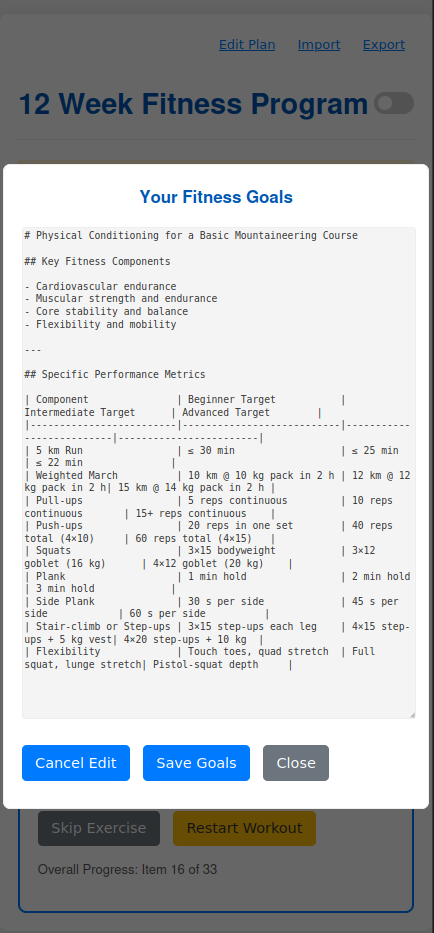 Edit Plan Import Export
12 Week Fitness Program
Your Fitness Goals
# Physical Conditioning for a Basic Mountaineering Course
## Key Fitness Components
- Cardiovascular endurance
- Muscular strength and endurance
- Core stability and balance
- Flexibility and mobility
---
## Specific Performance Metrics
| Component               | Beginner Target           |
Intermediate Target      | Advanced Target        |
|-------------------------|---------------------------|-----------
---------------|------------------------|
| 5 km Run                | ≤ 30 min                  | ≤ 25 min
| ≤ 22 min               |
| Weighted March          | 10 km @ 10 kg pack in 2 h | 12 km @ 12
kg pack in 2 h| 15 km @ 14 kg pack in 2 h |
| Pull-ups                | 5 reps continuous         | 10 reps
continuous       | 15+ reps continuous    |
| Push-ups                | 20 reps in one set        | 40 reps
total (4×10)     | 60 reps total (4×15)   |
| Squats                  | 3×15 bodyweight           | 3×12
goblet (16 kg)      | 4×12 goblet (20 kg)    |
| Plank                   | 1 min hold                | 2 min hold
| 3 min hold             |
| Side Plank              | 30 s per side             | 45 s per
side            | 60 s per side          |
| Stair-climb or Step-ups | 3×15 step-ups each leg    | 4×15 step-
ups + 5 kg vest| 4×20 step-ups + 10 kg  |
| Flexibility             | Touch toes, quad stretch  | Full
squat, lunge stretch| Pistol-squat depth     |
Cancel Edit Save Goals Close
Skip Exercise Restart Workout
Overall Progress: Item 16 of 33